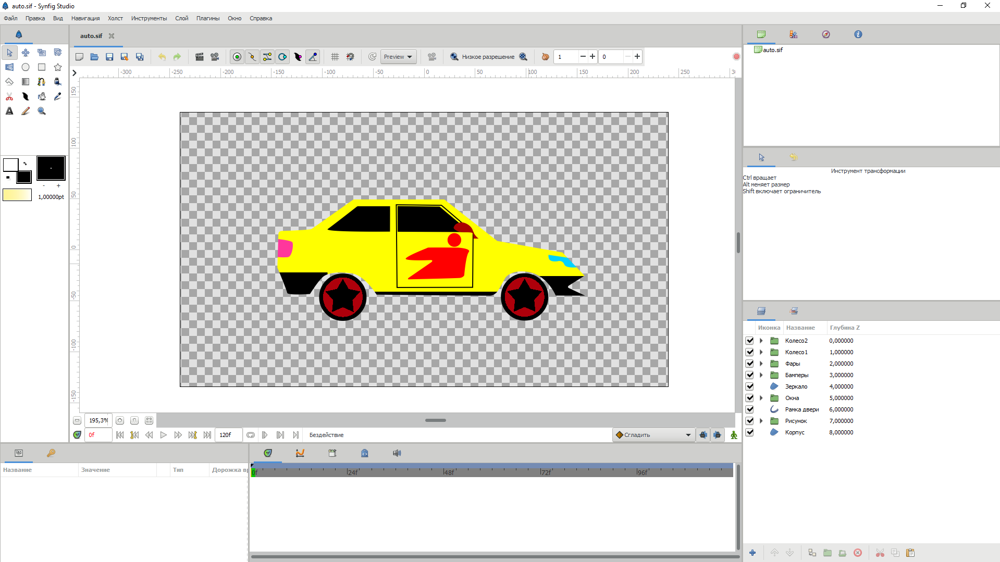 auto.sif - Synfig Studio
Файл Правка Вид Навигация Холст Инструменты Слой Плагины Окно Справка
auto.sif
Preview Низкое разрешение 1 0
-300 -250 -200 -150 -100 -50 0 50 100 150 200 250
150
100
50
0
-50
-100
-150
- +
1,00000pt
195,3%
0f 120f Бездействие Сгладить
Название Значение Тип Дорожка в
0f 24f 48f 72f 96f
auto.sif
Инструмент трансформации
Ctrl вращает
Alt меняет размер
Shift включает ограничитель
Иконка Название Глубина Z
Колесо2 0,000000
Колесо1 1,000000
Фары 2,000000
Бамперы 3,000000
Зеркало 4,000000
Окна 5,000000
Рамка двери 6,000000
Рисунок 7,000000
Корпус 8,000000